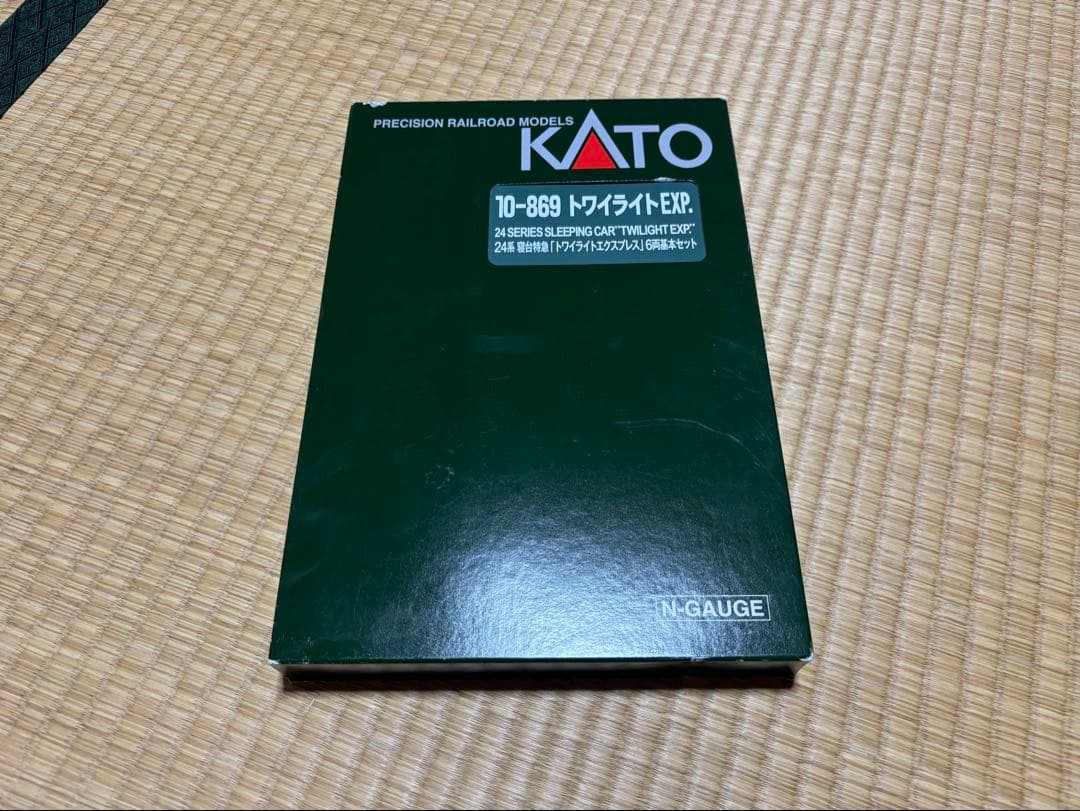 PRECISION RAILROAD MODELS
KATO
10-869 トワイライトEXP.
24 SERIES SLEEPING CAR"TWILIGHT EXP."
24系 寝台特急「トワイライトエクスプレス」6両基本セット
N-GAUGE